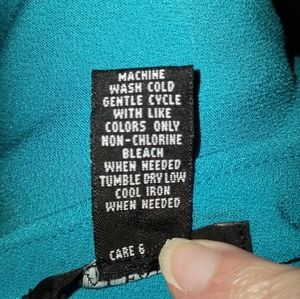 MACHINE
WASH COLD
GENTLE CYCLE
WITH LIKE
COLORS ONLY
NON-CHLORINE
BLEACH
WHEN NEEDED
TUMBLE DRY LOW
COOL IRON
WHEN NEEDED
CARE 6